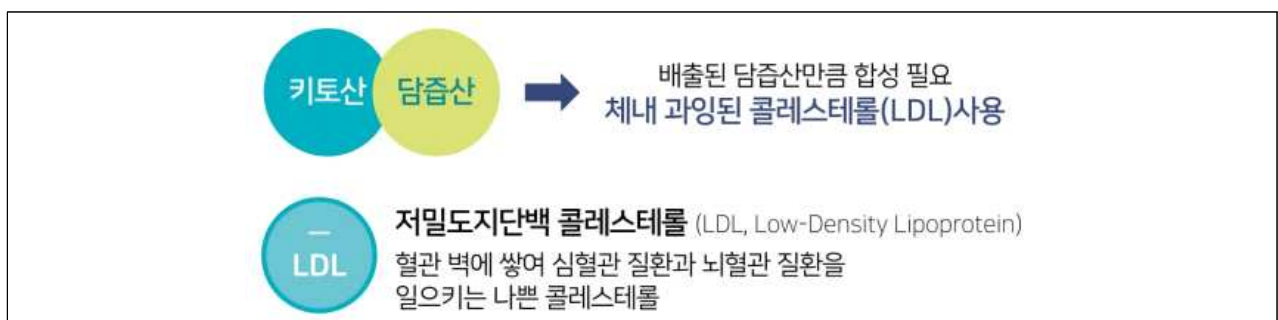 키토산 담즙산
배출된 담즙산만큼 합성 필요
체내 과잉된 콜레스테롤(LDL)사용
LDL
저밀도지단백 콜레스테롤 (LDL, Low-Density Lipoprotein)
혈관 벽에 쌓여 심혈관 질환과 뇌혈관 질환을
일으키는 나쁜 콜레스테롤